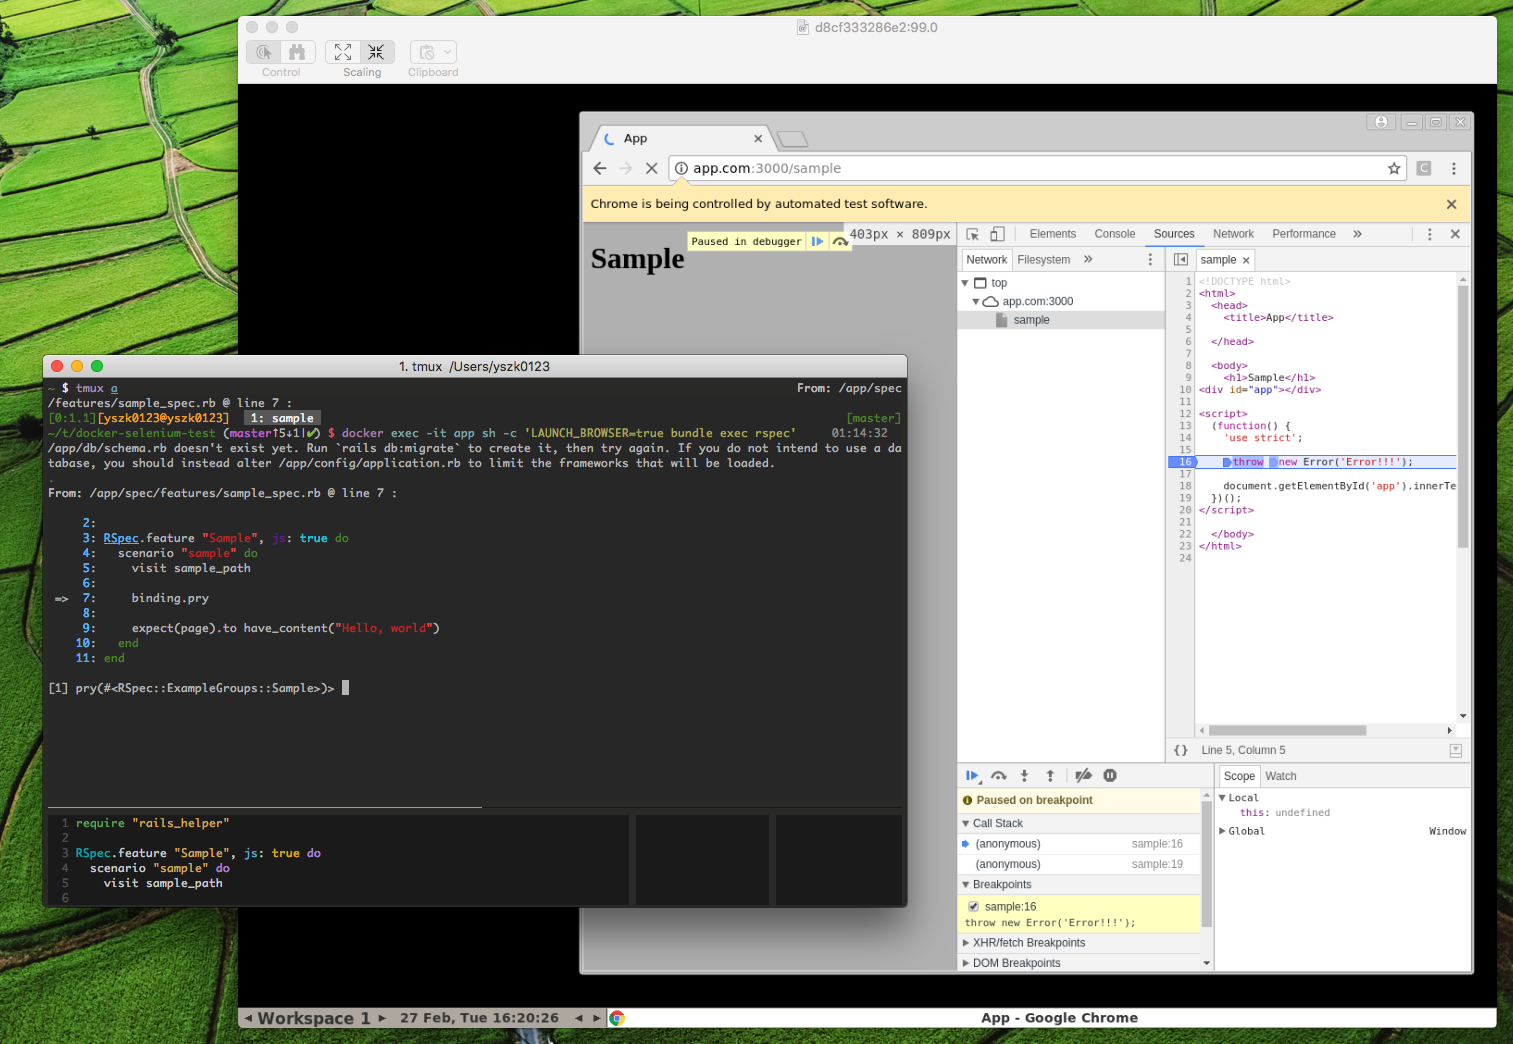 d8cf333286e2:99.0
Control
Scaling
Clipboard
App
app.com:3000/sample
Chrome is being controlled by automated test software.
Sample
Paused in debugger
403px × 809px
Elements
Console
Sources
Network
Performance
»
Network
Filesystem
»
top
app.com:3000
sample
sample ×
1 <!DOCTYPE html>
2 <html>
3   <head>
4     <title>App</title>
5
6   </head>
7
8   <body>
9     <h1>Sample</h1>
10 <div id="app"></div>
11
12 <script>
13   (function() {
14     'use strict';
15
16     throw new Error('Error!!!');
17
18     document.getElementById('app').innerTe
19   })();
20 </script>
21
22   </body>
23 </html>
24
{} Line 5, Column 5
Paused on breakpoint
Call Stack
(anonymous) sample:16
(anonymous) sample:19
Breakpoints
sample:16
throw new Error('Error!!!');
XHR/fetch Breakpoints
DOM Breakpoints
Scope Watch
Local
this: undefined
Global Window
1. tmux /Users/yszk0123
~ $ tmux a From: /app/spec
/features/sample_spec.rb @ line 7 :
[0:1.1][yszk0123@yszk0123] 1: sample [master]
~/t/docker-selenium-test (master↑5↓1|✔) $ docker exec -it app sh -c 'LAUNCH_BROWSER=true bundle exec rspec' 01:14:32
/app/db/schema.rb doesn't exist yet. Run `rails db:migrate` to create it, then try again. If you do not intend to use a da
tabase, you should instead alter /app/config/application.rb to limit the frameworks that will be loaded.
.
From: /app/spec/features/sample_spec.rb @ line 7 :
2:
3: RSpec.feature "Sample", js: true do
4:   scenario "sample" do
5:     visit sample_path
6:
=> 7:     binding.pry
8:
9:     expect(page).to have_content("Hello, world")
10:   end
11: end
[1] pry(#<RSpec::ExampleGroups::Sample>)>
1 require "rails_helper"
2
3 RSpec.feature "Sample", js: true do
4   scenario "sample" do
5     visit sample_path
6
Workspace 1
27 Feb, Tue 16:20:26
App - Google Chrome